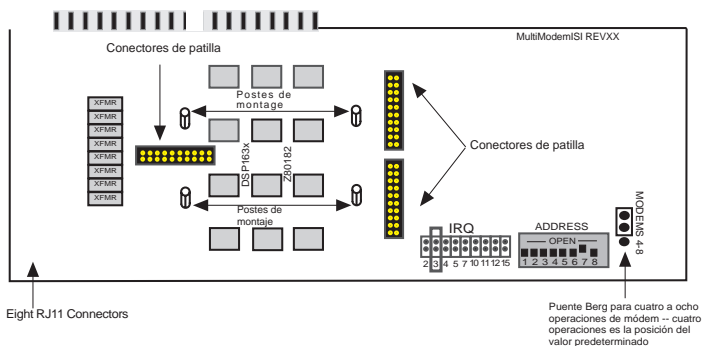 MultiModemISI REVXX
Conectores de patilla
Postes de
montage
XFMR
XFMR
XFMR
XFMR
XFMR
XFMR
XFMR
XFMR
DSP163x
Z80182
Conectores de patilla
Postes de
montaje
IRQ
2 3 4 5 7 10 11 12 15
ADDRESS
OPEN
1 2 3 4 5 6 7 8
MODEMS 4-8
Eight RJ11 Connectors
Puente Berg para cuatro a ocho
operaciones de módem -- cuatro
operaciones es la posición del
valor predeterminado